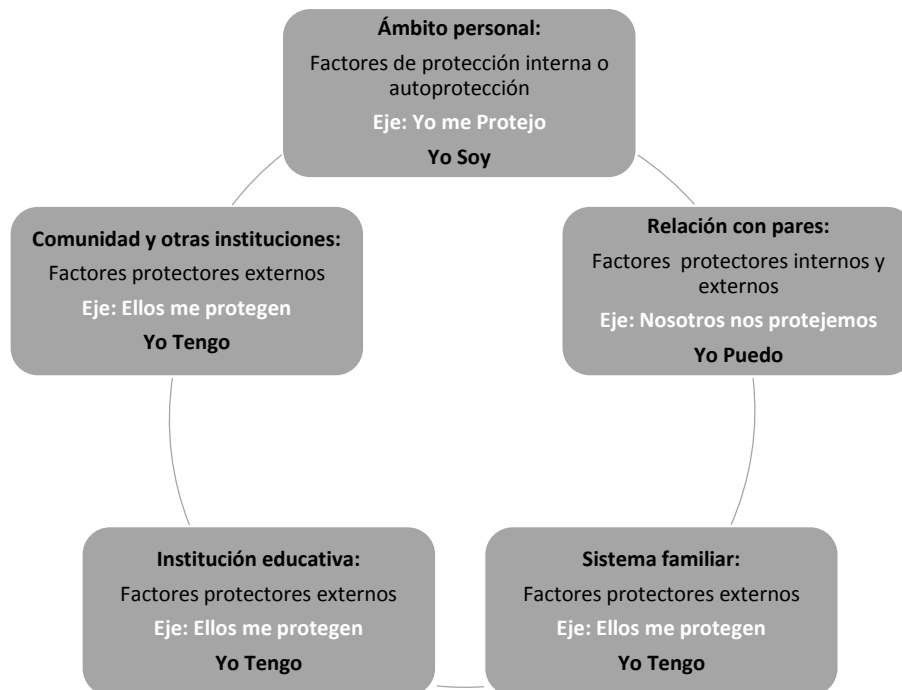 Ámbito personal:
Factores de protección interna o
autoprotección
Eje: Yo me Protejo
Yo Soy
Relación con pares:
Factores protectores internos y
externos
Eje: Nosotros nos protejemos
Yo Puedo
Sistema familiar:
Factores protectores externos
Eje: Ellos me protegen
Yo Tengo
Institución educativa:
Factores protectores externos
Eje: Ellos me protegen
Yo Tengo
Comunidad y otras instituciones:
Factores protectores externos
Eje: Ellos me protegen
Yo Tengo